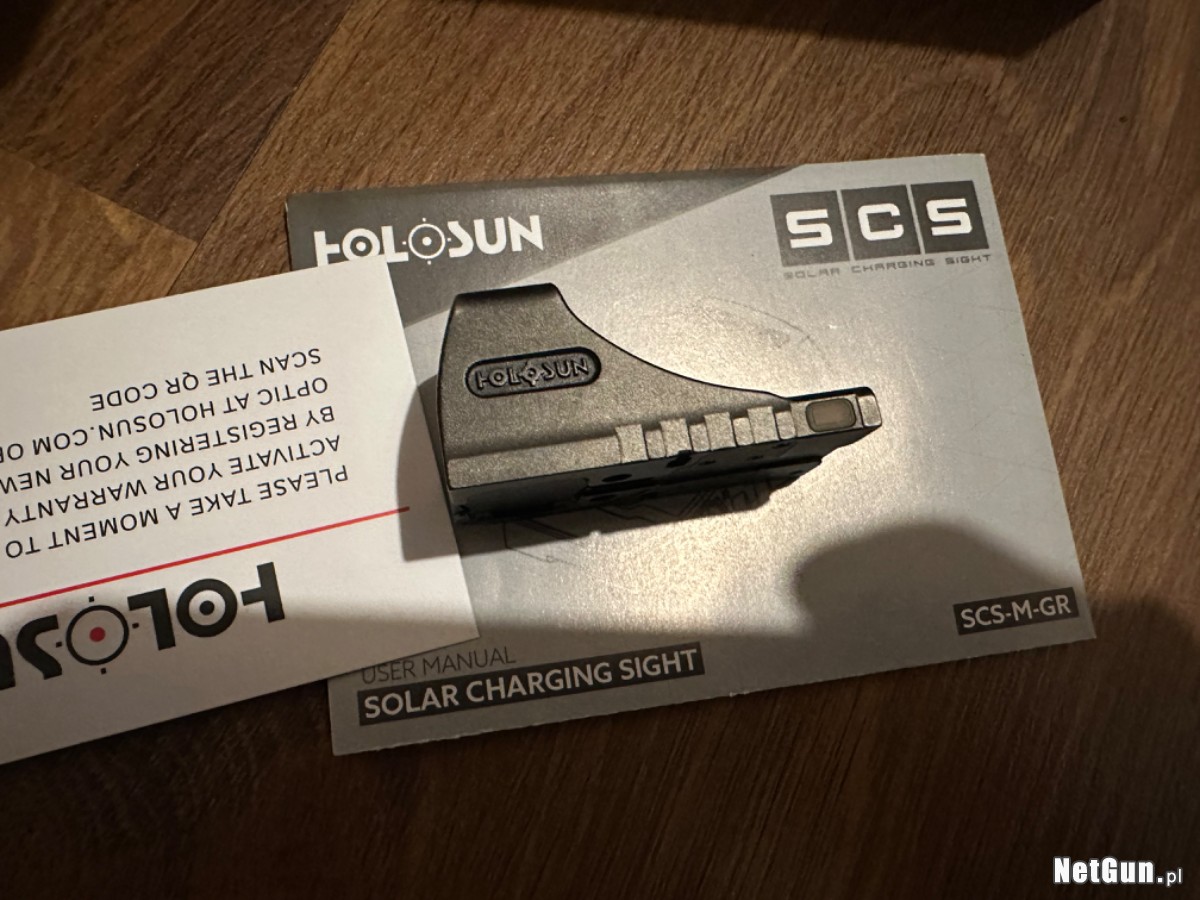 HOLOSUN
SCS
SOLAR CHARGING SIGHT
HOLOSUN
USER MANUAL
SOLAR CHARGING SIGHT
SCS-M-GR
PLEASE TAKE A MOMENT TO
ACTIVATE YOUR WARRANTY
BY REGISTERING YOUR NEW
OPTIC AT HOLOSUN.COM
SCAN THE QR CODE
NetGun.pl